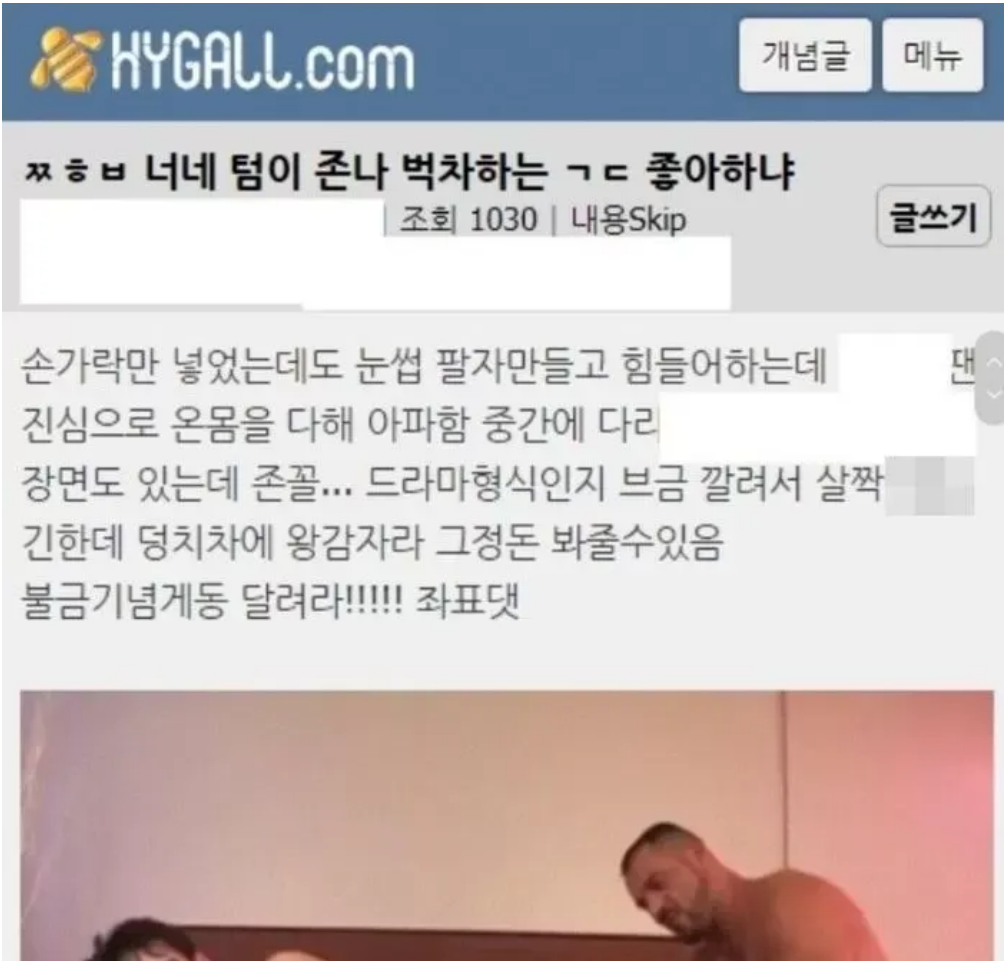 HYGALL.com
개념글
메뉴
ㅉㅎㅂ 너네 텀이 존나 벅차하는 ㄱㄷ 좋아하냐
| 조회 1030 | 내용Skip
글쓰기
손가락만 넣었는데도 눈썹 팔자만들고 힘들어하는데 댄
진심으로 온몸을 다해 아파함 중간에 다리
장면도 있는데 존꼴... 드라마형식인지 브금 깔려서 살짝
긴한데 덩치차에 왕감자라 그정돈 봐줄수있음
불금기념게동 달려라!!!!! 좌표댓